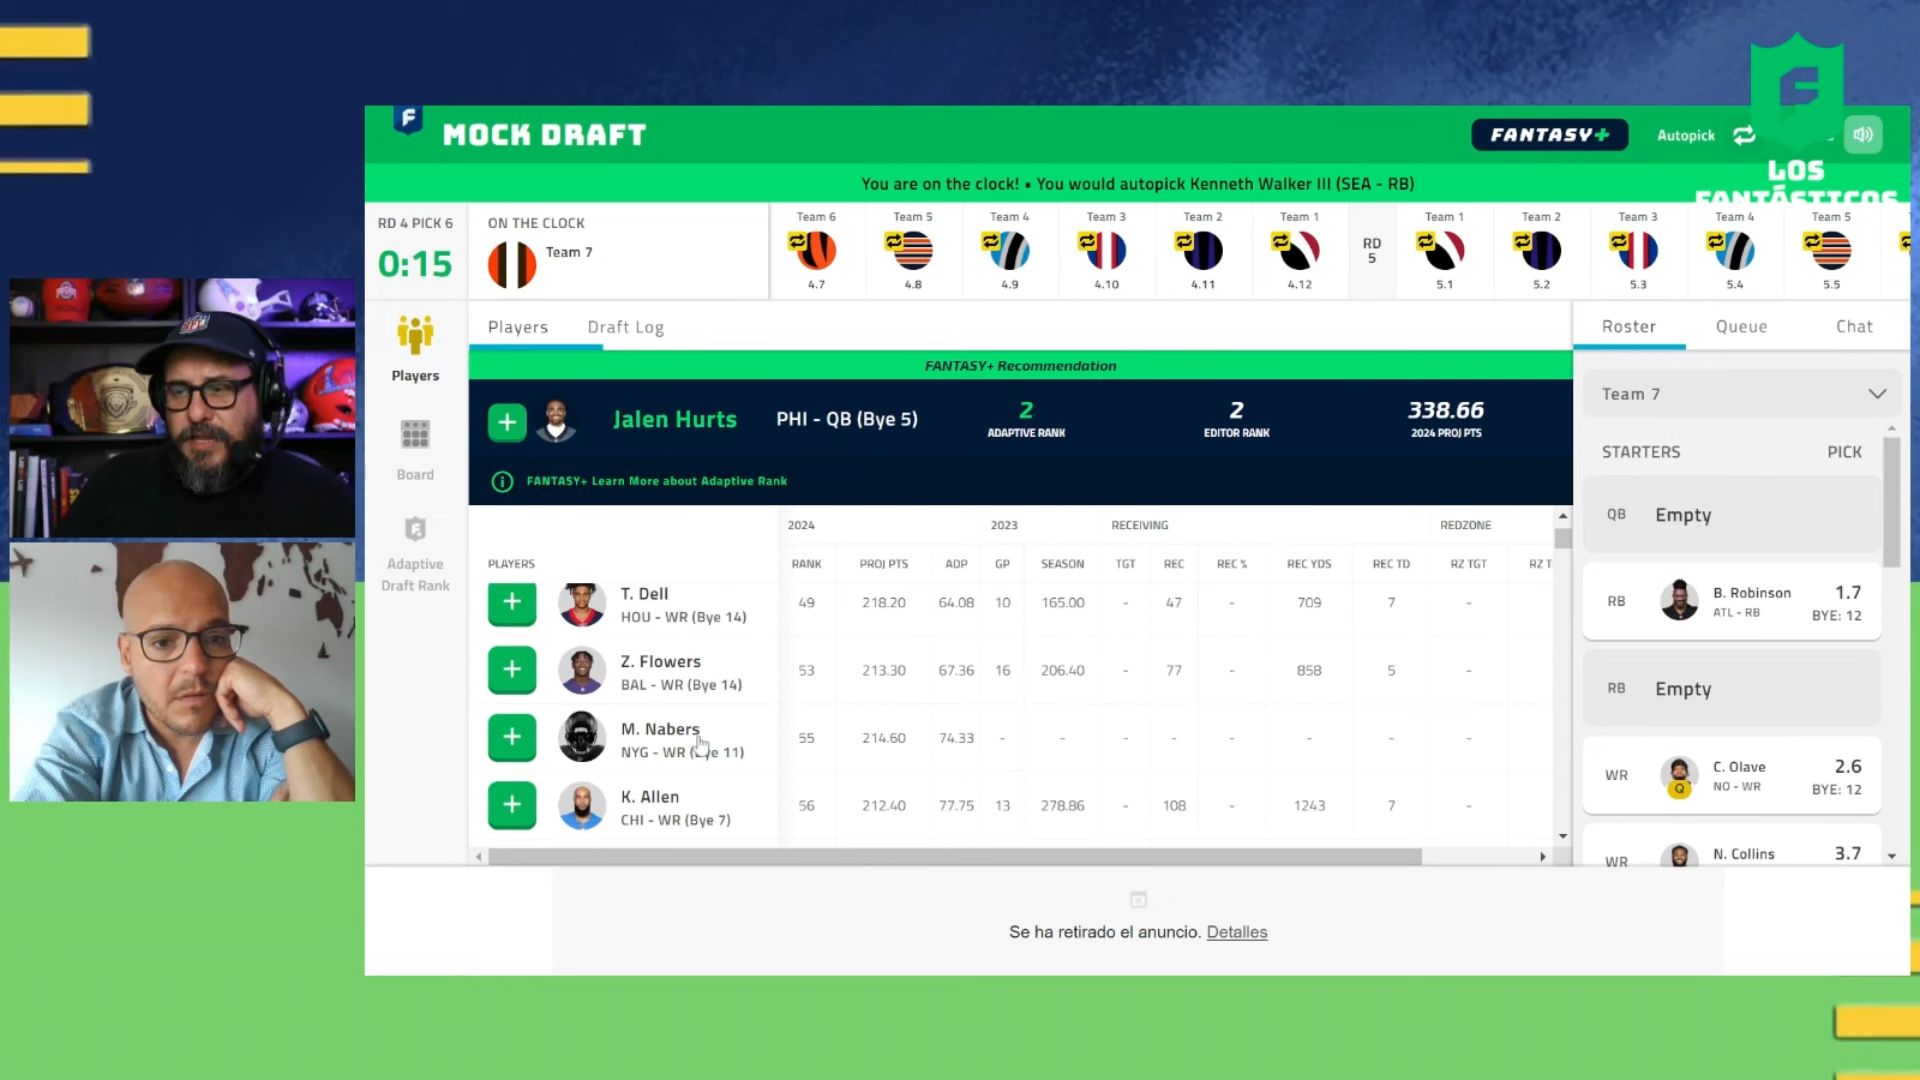 MOCK DRAFT
FANTASY+
Autopick
LOS
FANTÁSTICOS
You are on the clock! • You would autopick Kenneth Walker III (SEA - RB)
RD 4 PICK 6
0:15
ON THE CLOCK
Team 7
Team 6 Team 5 Team 4 Team 3 Team 2 Team 1 RD 5 Team 1 Team 2 Team 3 Team 4 Team 5
4.7 4.8 4.9 4.10 4.11 4.12 5.1 5.2 5.3 5.4 5.5
Players
Board
Adaptive
Draft Rank
Players Draft Log
FANTASY+ Recommendation
Jalen Hurts PHI - QB (Bye 5) 2 2 338.66
ADAPTIVE RANK EDITOR RANK 2024 PROJ PTS
FANTASY+ Learn More about Adaptive Rank
2024 2023 RECEIVING REDZONE
PLAYERS RANK PROJ PTS ADP GP SEASON TGT REC REC % REC YDS REC TD RZ TGT RZ T
T. Dell
HOU - WR (Bye 14)
49 218.20 64.08 10 165.00 - 47 - 709 7 -
Z. Flowers
BAL - WR (Bye 14)
53 213.30 67.36 16 206.40 - 77 - 858 5 -
M. Nabers
NYG - WR (Bye 11)
55 214.60 74.33 - - - - - - - -
K. Allen
CHI - WR (Bye 7)
56 212.40 77.75 13 278.86 - 108 - 1243 7 -
Roster Queue Chat
Team 7
STARTERS PICK
QB Empty
RB B. Robinson 1.7
ATL - RB BYE: 12
RB Empty
WR C. Olave 2.6
Q NO - WR BYE: 12
WR N. Collins 3.7
Se ha retirado el anuncio. Detalles
NFL